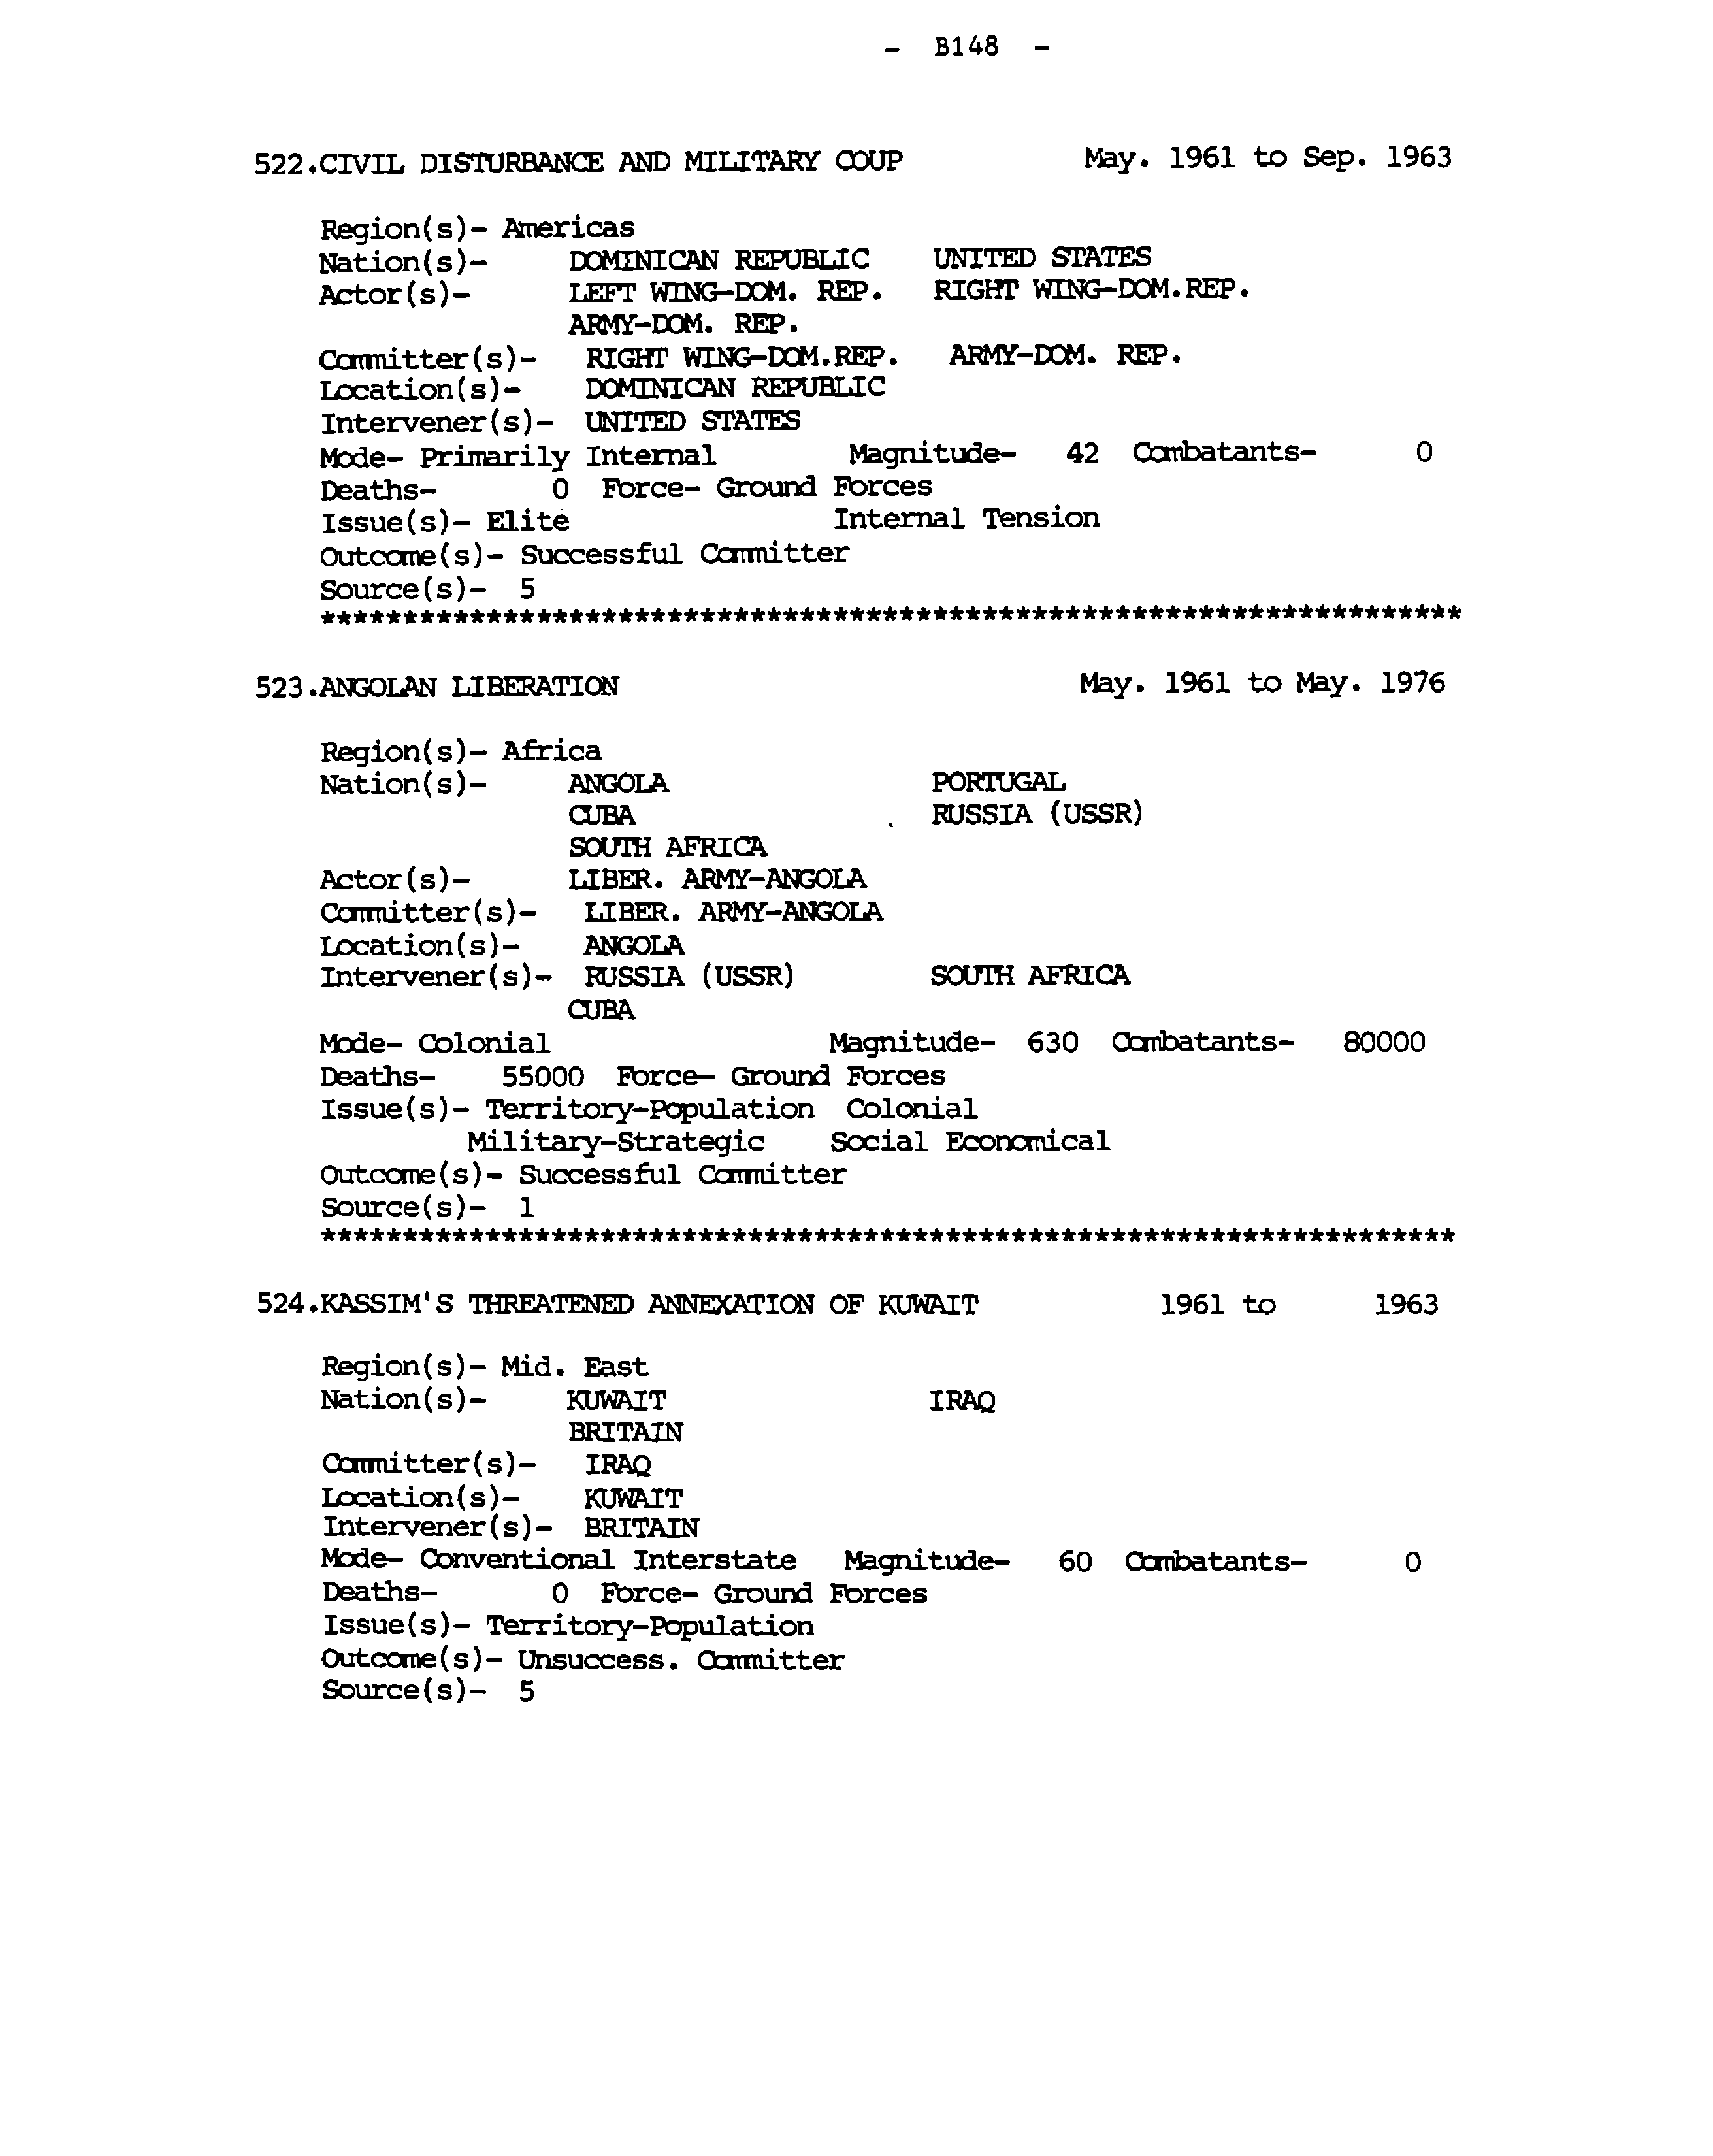 - B148 -
522.CIVIL DISTURBANCE AND MILITARY COUP May. 1961 to Sep. 1963
Region(s)- Americas
Nation(s)- DOMINICAN REPUBLIC UNITED STATES
Actor(s)- LEFT WING-DOM. REP. RIGHT WING-DOM.REP.
ARMY-DOM. REP.
Committer(s)- RIGHT WING-DOM.REP. ARMY-DOM. REP.
Location(s)- DOMINICAN REPUBLIC
Intervener(s)- UNITED STATES
Mode- Primarily Internal Magnitude- 42 Combatants- 0
Deaths- 0 Force- Ground Forces
Issue(s)- Elite Internal Tension
Outcome(s)- Successful Committer
Source(s)- 5
*********************************************************************
523.ANGOLAN LIBERATION May. 1961 to May. 1976
Region(s)- Africa
Nation(s)- ANGOLA PORTUGAL
CUBA RUSSIA (USSR)
SOUTH AFRICA
Actor(s)- LIBER. ARMY-ANGOLA
Committer(s)- LIBER. ARMY-ANGOLA
Location(s)- ANGOLA
Intervener(s)- RUSSIA (USSR) SOUTH AFRICA
CUBA
Mode- Colonial Magnitude- 630 Combatants- 80000
Deaths- 55000 Force- Ground Forces
Issue(s)- Territory-Population Colonial
Military-Strategic Social Economical
Outcome(s)- Successful Committer
Source(s)- 1
*********************************************************************
524.KASSIM'S THREATENED ANNEXATION OF KUWAIT 1961 to 1963
Region(s)- Mid. East
Nation(s)- KUWAIT IRAQ
BRITAIN
Committer(s)- IRAQ
Location(s)- KUWAIT
Intervener(s)- BRITAIN
Mode- Conventional Interstate Magnitude- 60 Combatants- 0
Deaths- 0 Force- Ground Forces
Issue(s)- Territory-Population
Outcome(s)- Unsuccess. Committer
Source(s)- 5